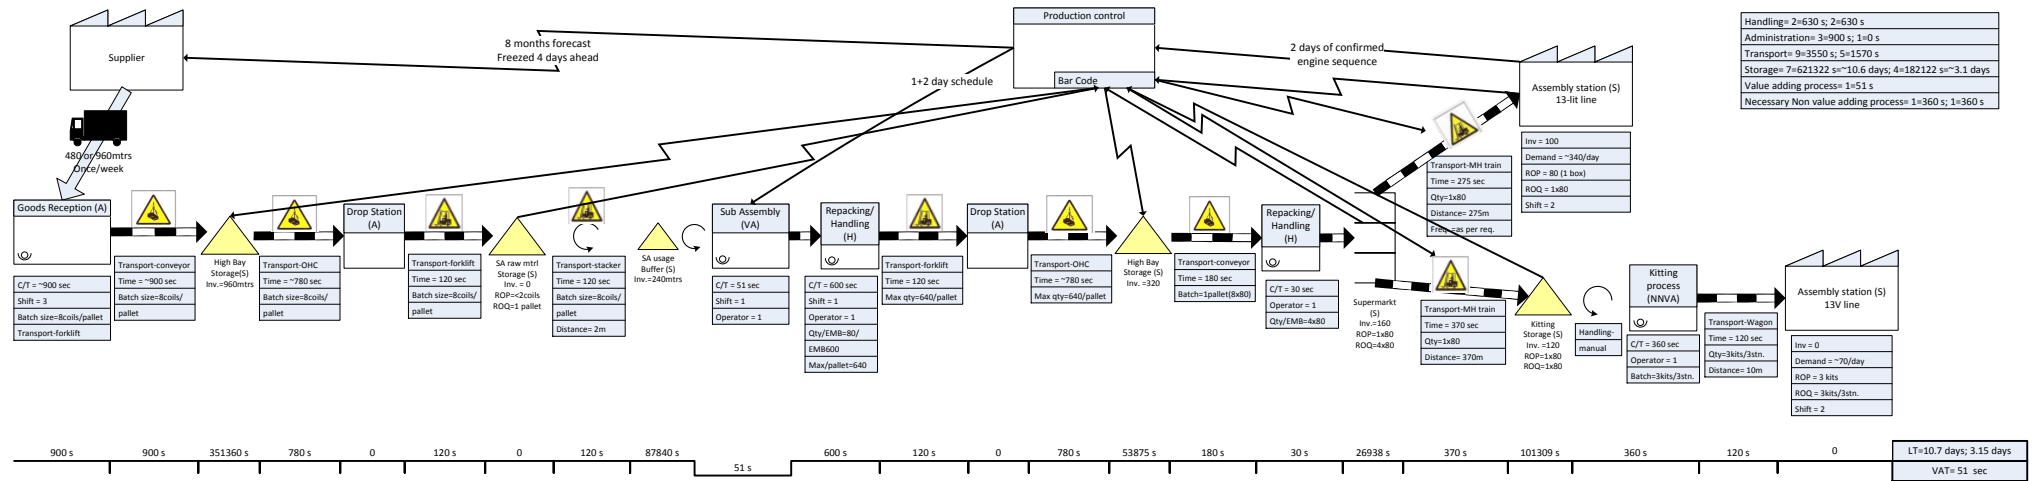 Production control
Bar Code
Supplier
8 months forecast
Freezed 4 days ahead
1+2 day schedule
2 days of confirmed
engine sequence
Assembly station (S)
13-lit line
Handling= 2=630 s; 2=630 s
Administration= 3=900 s; 1=0 s
Transport= 9=3550 s; 5=1570 s
Storage= 7=621322 s=~10.6 days; 4=182122 s=~3.1 days
Value adding process= 1=51 s
Necessary Non value adding process= 1=360 s; 1=360 s
480 or 960mtrs
Once/week
Inv = 100
Demand = ~340/day
ROP = 80 (1 box)
ROQ = 1x80
Shift = 2
Transport-MH train
Time = 275 sec
Qty=1x80
Distance= 275m
Freq.=as per req.
Goods Reception (A)
C/T = ~900 sec
Shift = 3
Batch size=8coils/pallet
Transport-forklift
Transport-conveyor
Time = ~900 sec
Batch size=8coils/
pallet
High Bay
Storage(S)
Inv.=960mtrs
Transport-OHC
Time = ~780 sec
Batch size=8coils/
pallet
Drop Station
(A)
Transport-forklift
Time = 120 sec
Batch size=8coils/
pallet
SA raw mtrl
Storage (S)
Inv. = 0
ROP=<2coils
ROQ=1 pallet
Transport-stacker
Time = 120 sec
Batch size=8coils/
pallet
Distance= 2m
SA usage
Buffer (S)
Inv.=240mtrs
Sub Assembly
(VA)
C/T = 51 sec
Shift = 1
Operator = 1
Repacking/
Handling
(H)
C/T = 600 sec
Shift = 1
Operator = 1
Qty/EMB=80/
EMB600
Max/pallet=640
Transport-forklift
Time = 120 sec
Max qty=640/pallet
Drop Station
(A)
Transport-OHC
Time = ~780 sec
Max qty=640/pallet
High Bay
Storage (S)
Inv. =320
Transport-conveyor
Time = 180 sec
Batch=1pallet(8x80)
Repacking/
Handling
(H)
C/T = 30 sec
Operator = 1
Qty/EMB=4x80
Supermarkt
(S)
Inv.=160
ROP=1x80
ROQ=4x80
Transport-MH train
Time = 370 sec
Qty=1x80
Distance= 370m
Kitting
Storage (S)
Inv. =120
ROP=1x80
ROQ=1x80
Handling-
manual
Kitting
process
(NNVA)
C/T = 360 sec
Operator = 1
Batch=3kits/3stn.
Transport-Wagon
Time = 120 sec
Qty=3kits/3stn.
Distance= 10m
Assembly station (S)
13V line
Inv = 0
Demand = ~70/day
ROP = 3 kits
ROQ = 3kits/3stn.
Shift = 2
900 s 900 s 351360 s 780 s 0 120 s 0 120 s 87840 s 51 s 600 s 120 s 0 780 s 53875 s 180 s 30 s 26938 s 370 s 101309 s 360 s 120 s 0
LT=10.7 days; 3.15 days
VAT= 51 sec